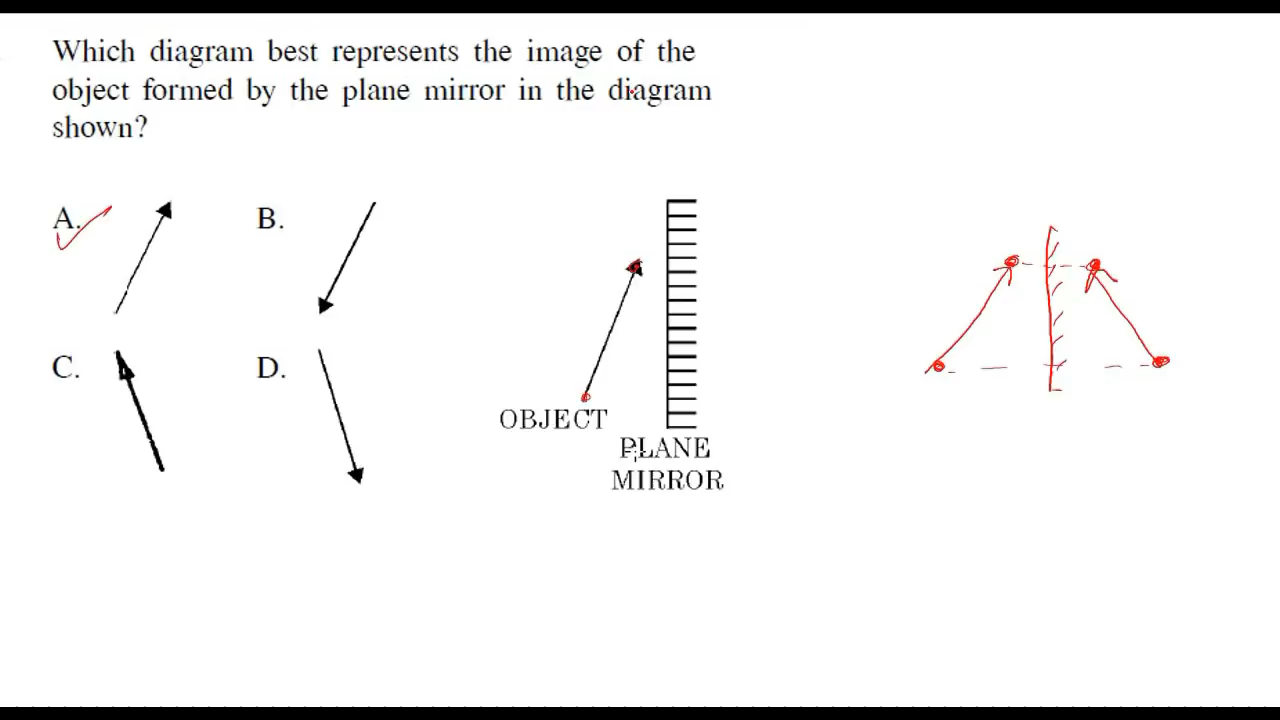 Which diagram best represents the image of the
object formed by the plane mirror in the diagram
shown?
A.
B.
C.
D.
OBJECT
PLANE
MIRROR